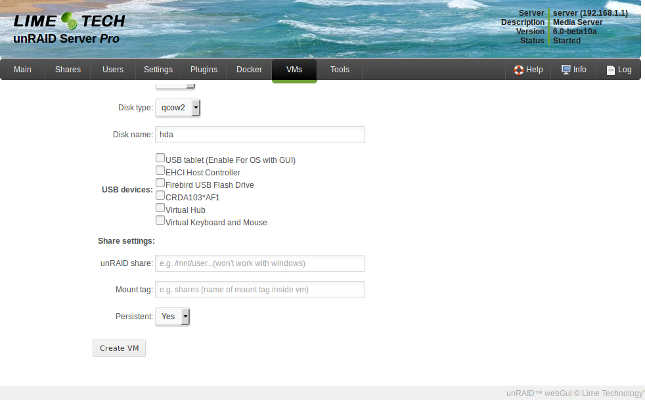 LIME TECH
unRAID Server Pro
Server server (192.168.1.1)
Description Media Server
Version 6.0-beta10a
Status Started
Main Shares Users Settings Plugins Docker VMs Tools Help Info Log
Disk type: qcow2
Disk name: hda
USB devices:
USB tablet (Enable For OS with GUI)
EHCI Host Controller
Firebird USB Flash Drive
CRDA103*AF1
Virtual Hub
Virtual Keyboard and Mouse
Share settings:
unRAID share: e.g. /mnt/user...(won't work with windows)
Mount tag: e.g. shares (name of mount tag inside vm)
Persistent: Yes
Create VM
unRAID™ webGui © Lime Technology